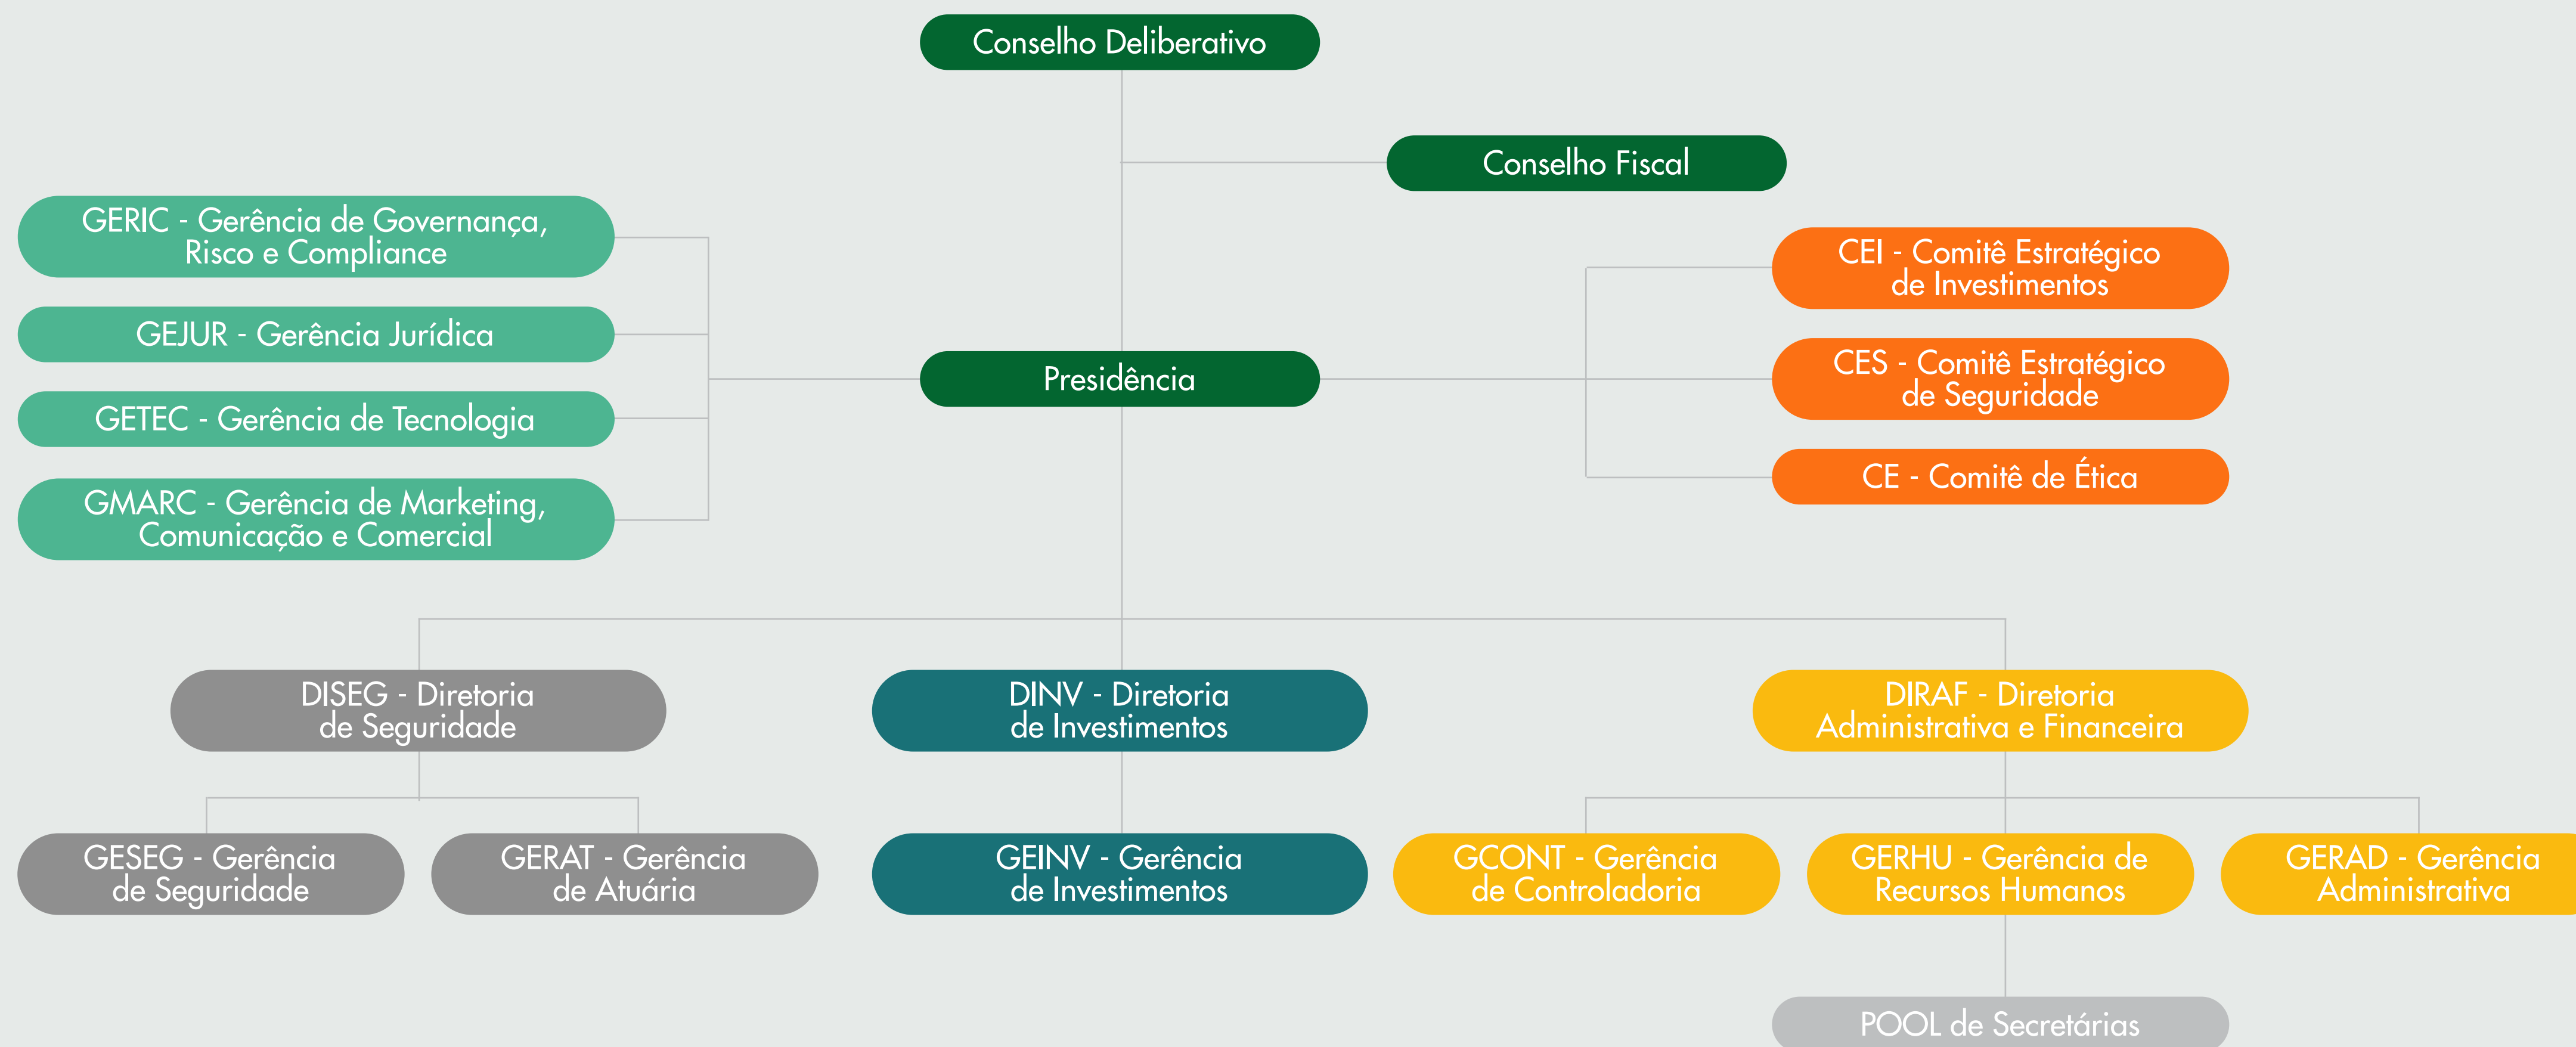 Conselho Deliberativo
Conselho Fiscal
GERIC - Gerência de Governança,
Risco e Compliance
GEJUR - Gerência Jurídica
GETEC - Gerência de Tecnologia
GMARC - Gerência de Marketing,
Comunicação e Comercial
Presidência
CEI - Comitê Estratégico
de Investimentos
CES - Comitê Estratégico
de Seguridade
CE - Comitê de Ética
DISEG - Diretoria
de Seguridade
DINV - Diretoria
de Investimentos
DIRAF - Diretoria
Administrativa e Financeira
GESEG - Gerência
de Seguridade
GERAT - Gerência
de Atuária
GEINV - Gerência
de Investimentos
GCONT - Gerência
de Controladoria
GERHU - Gerência de
Recursos Humanos
GERAD - Gerência
Administrativa
POOL de Secretárias